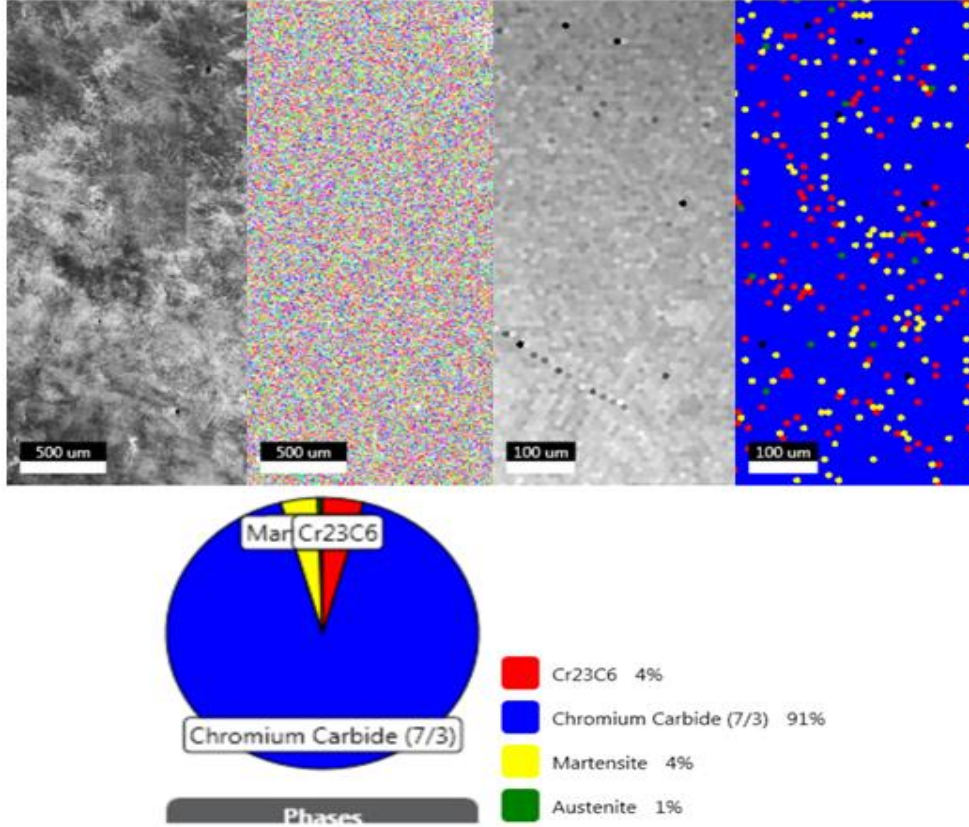 500 um
500 um
100 um
100 um
Mar
Cr23C6
Chromium Carbide (7/3)
Cr23C6 4%
Chromium Carbide (7/3) 91%
Martensite 4%
Austenite 1%
Phases